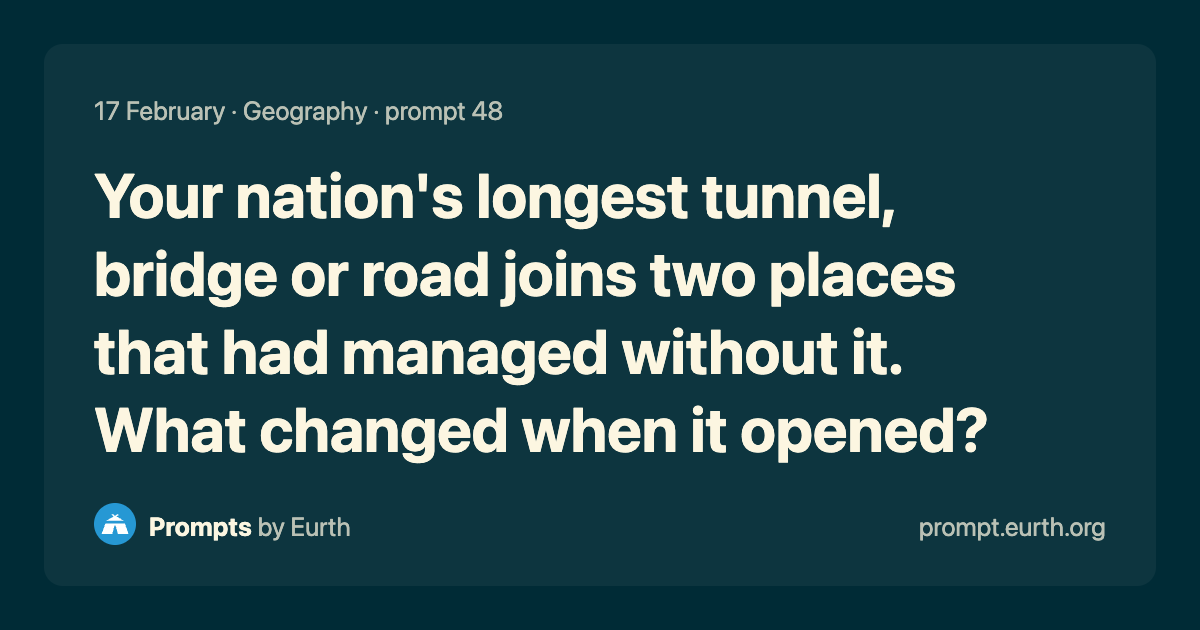 17 February · Geography · prompt 48
Your nation's longest tunnel,
bridge or road joins two places
that had managed without it.
What changed when it opened?
Prompts by Eurth
prompt.eurth.org